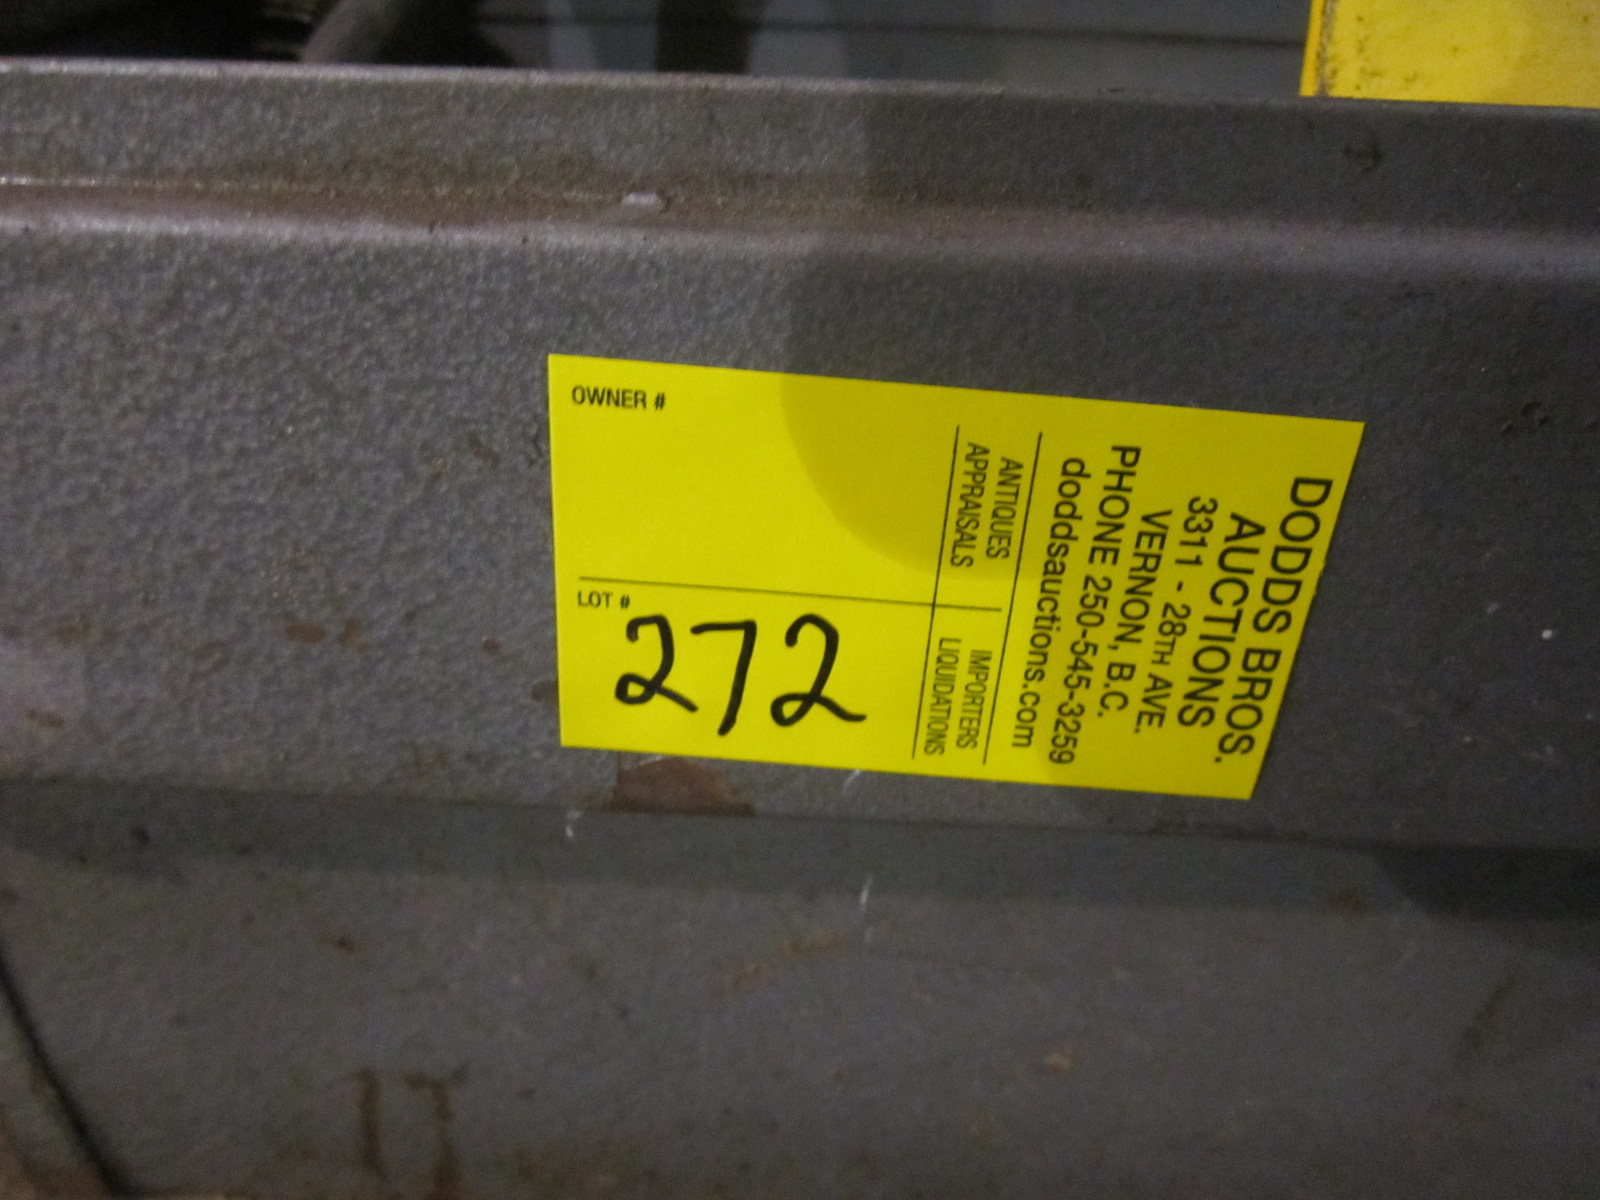 DODDS BROS.
AUCTIONS
3311 - 28TH AVE.
VERNON, B.C.
PHONE 250-545-3259
doddsauctions.com
ANTIQUES IMPORTERS
APPRAISALS LIQUIDATIONS
OWNER #
LOT # 272